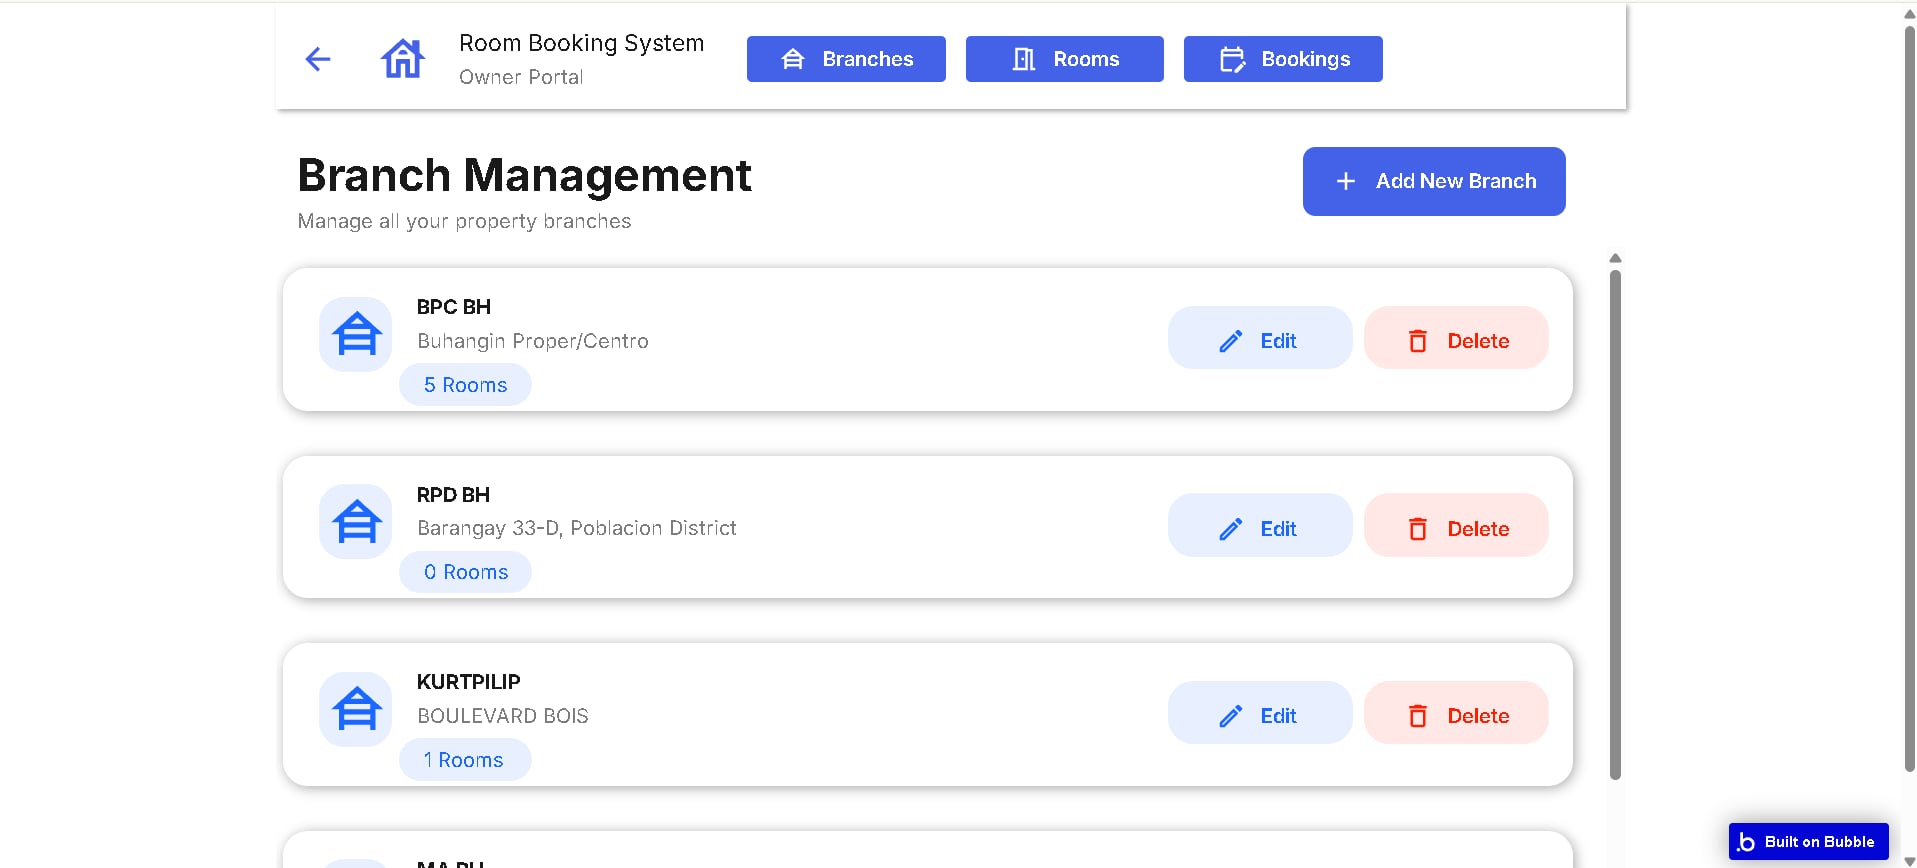 Room Booking System
Owner Portal
Branches
Rooms
Bookings
Branch Management
Manage all your property branches
Add New Branch
BPC BH
Buhangin Proper/Centro
5 Rooms
Edit
Delete
RPD BH
Barangay 33-D, Poblacion District
0 Rooms
Edit
Delete
KURTPILIP
BOULEVARD BOIS
1 Rooms
Edit
Delete
Built on Bubble